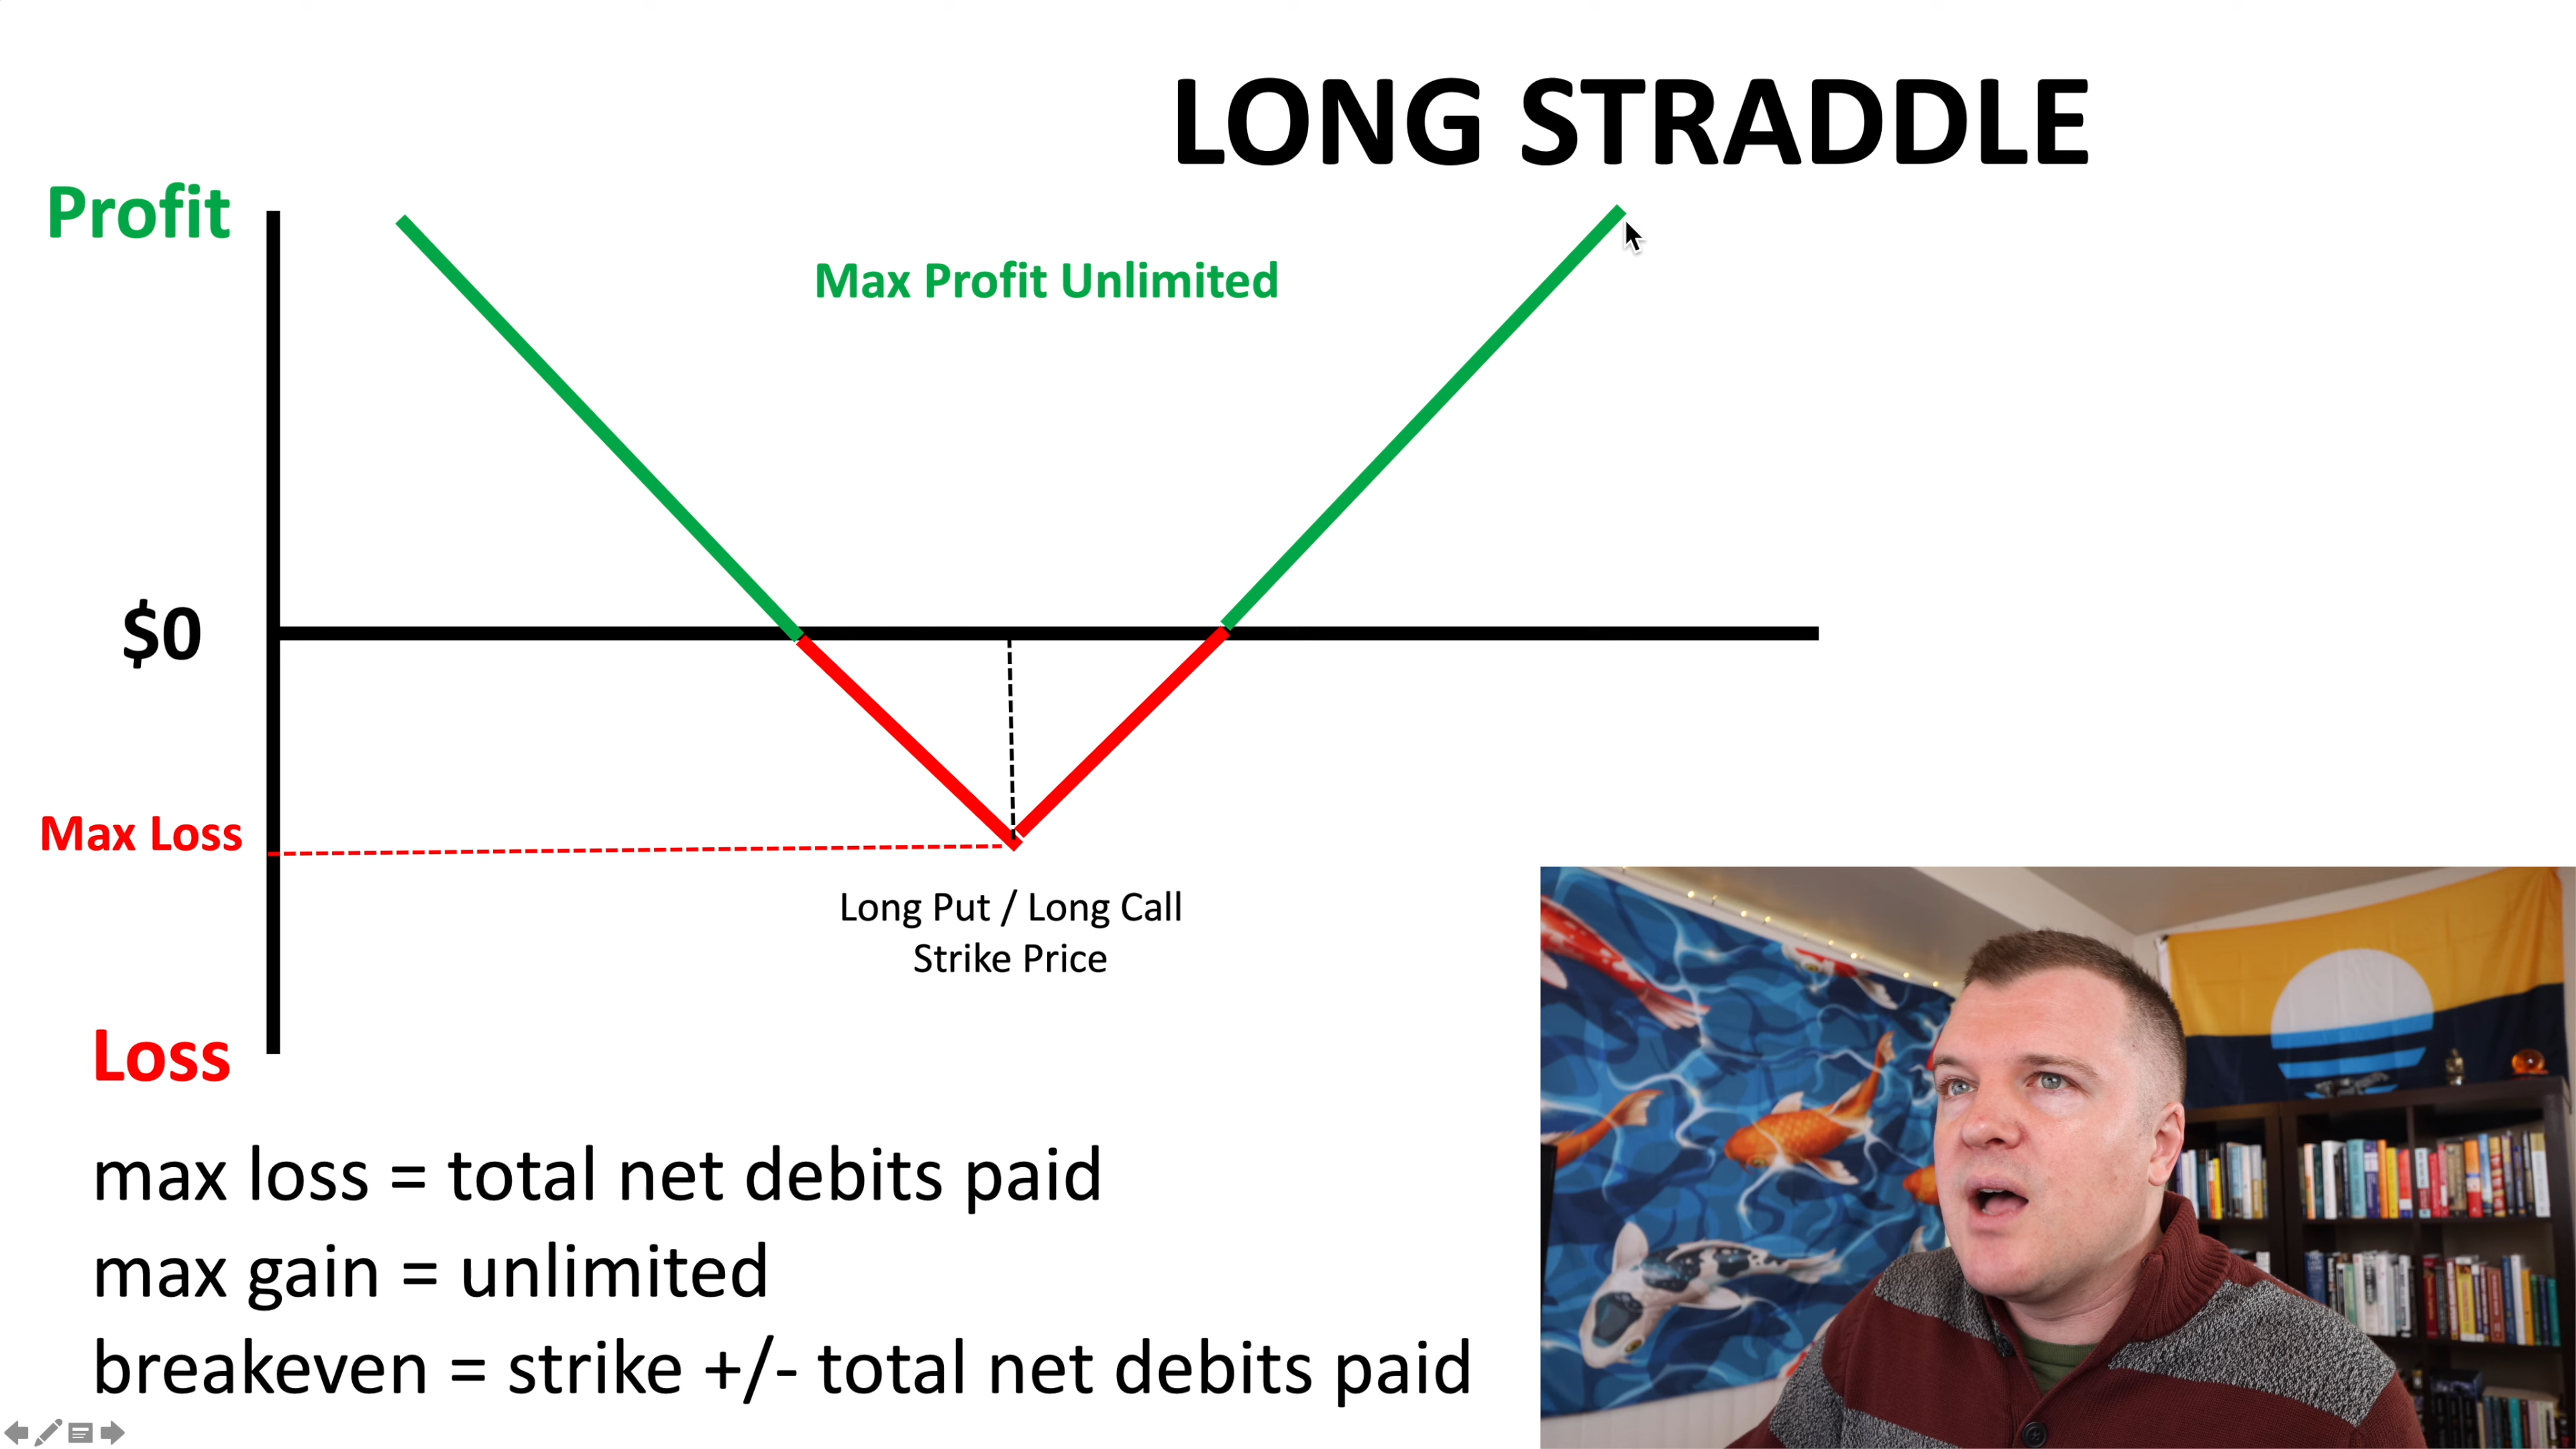 LONG STRADDLE
Profit
Max Profit Unlimited
$0
Max Loss
Long Put / Long Call
Strike Price
Loss
max loss = total net debits paid
max gain = unlimited
breakeven = strike +/- total net debits paid